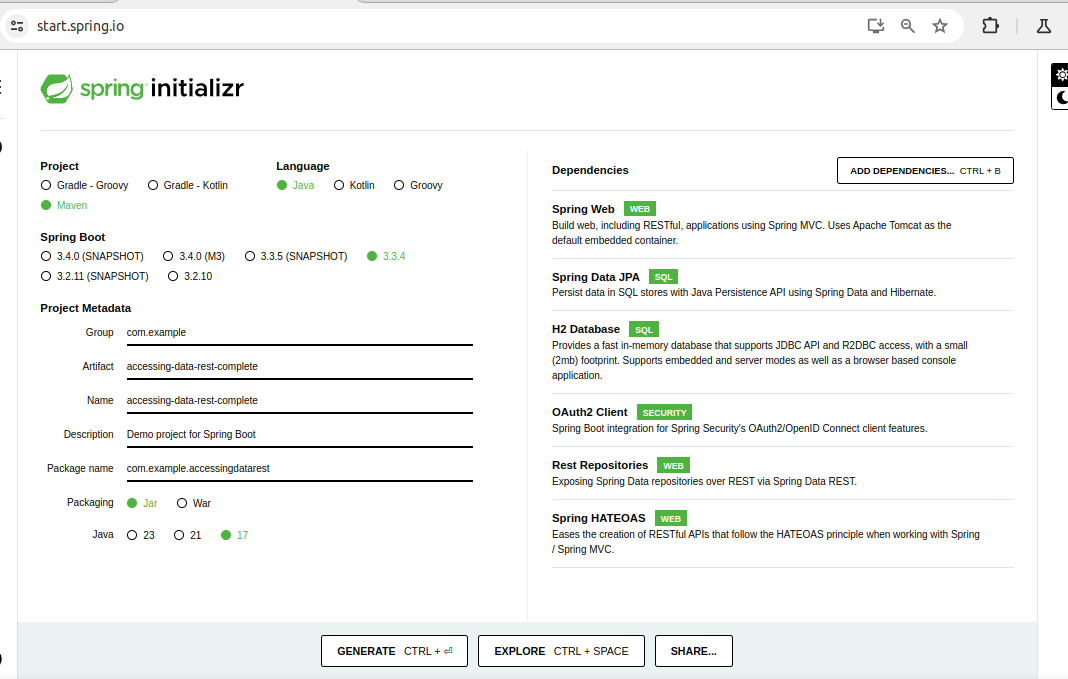 start.spring.io
spring initializr
Project
Gradle - Groovy Gradle - Kotlin
Maven
Language
Java Kotlin Groovy
Spring Boot
3.4.0 (SNAPSHOT) 3.4.0 (M3) 3.3.5 (SNAPSHOT) 3.3.4
3.2.11 (SNAPSHOT) 3.2.10
Project Metadata
Group com.example
Artifact accessing-data-rest-complete
Name accessing-data-rest-complete
Description Demo project for Spring Boot
Package name com.example.accessingdatarest
Packaging Jar War
Java 23 21 17
Dependencies
ADD DEPENDENCIES... CTRL + B
Spring Web WEB
Build web, including RESTful, applications using Spring MVC. Uses Apache Tomcat as the
default embedded container.
Spring Data JPA SQL
Persist data in SQL stores with Java Persistence API using Spring Data and Hibernate.
H2 Database SQL
Provides a fast in-memory database that supports JDBC API and R2DBC access, with a small
(2mb) footprint. Supports embedded and server modes as well as a browser based console
application.
OAuth2 Client SECURITY
Spring Boot integration for Spring Security's OAuth2/OpenID Connect client features.
Rest Repositories WEB
Exposing Spring Data repositories over REST via Spring Data REST.
Spring HATEOAS WEB
Eases the creation of RESTful APIs that follow the HATEOAS principle when working with Spring
/ Spring MVC.
GENERATE CTRL + ⏎
EXPLORE CTRL + SPACE
SHARE...